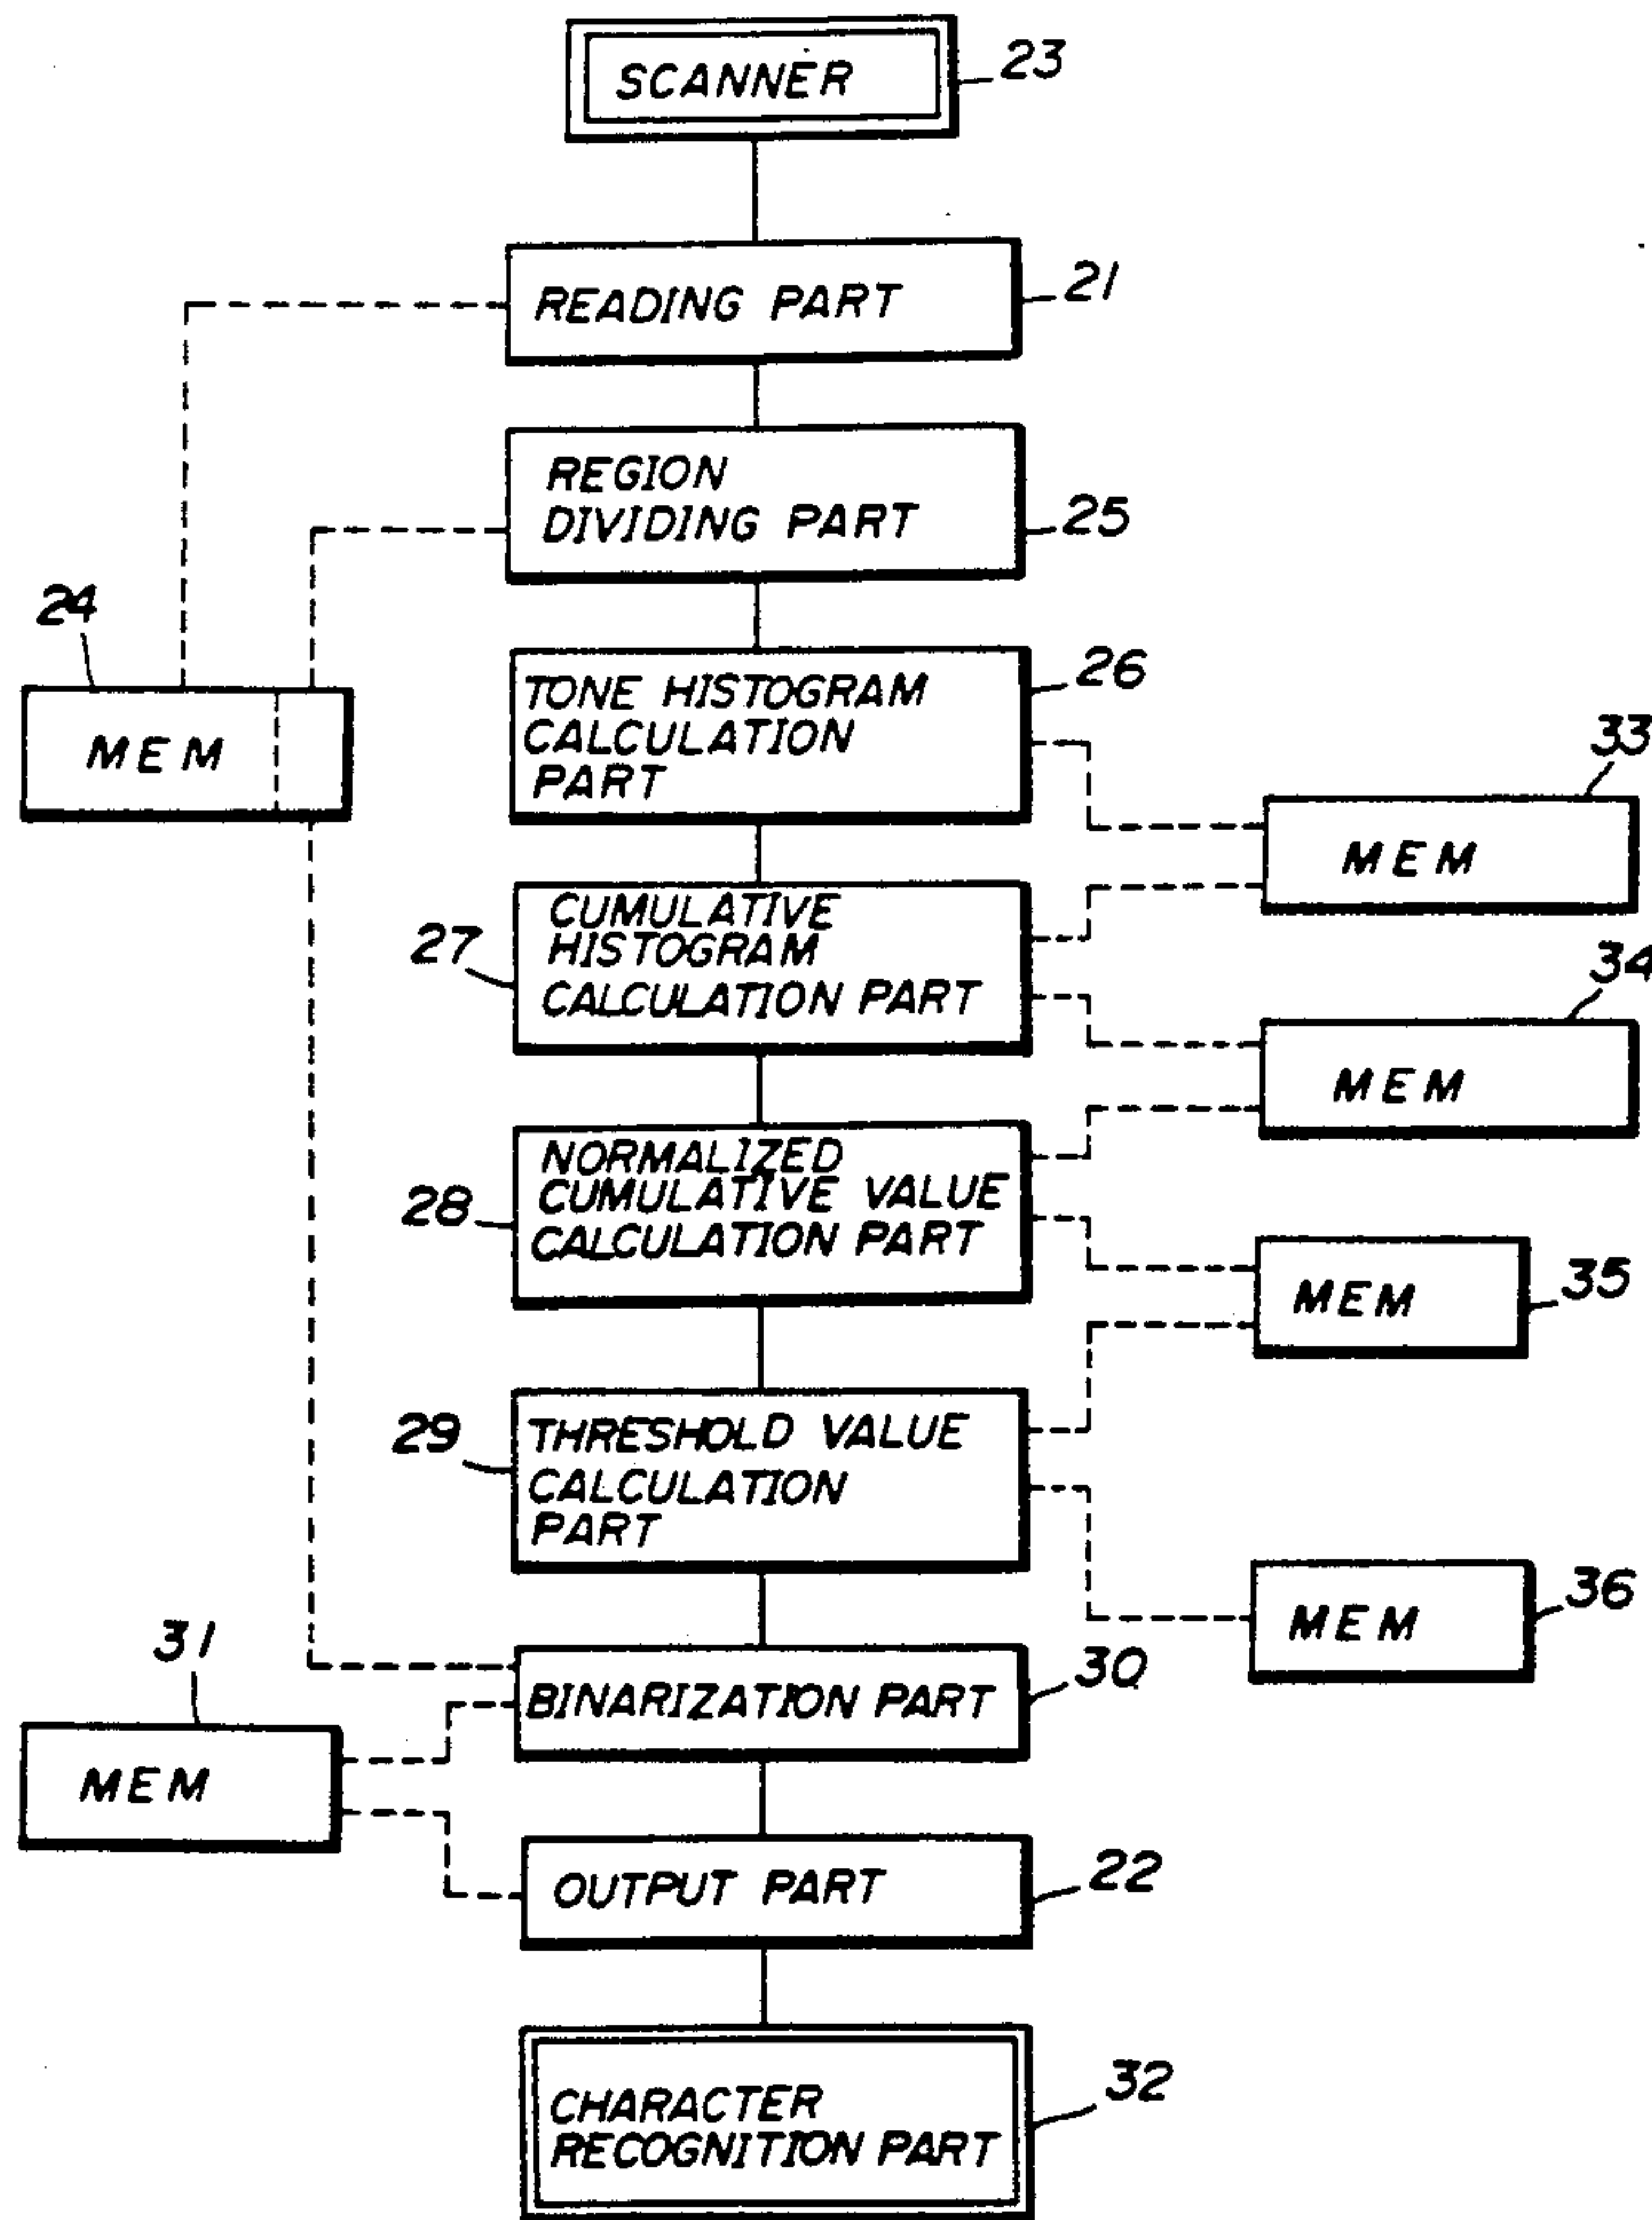 SCANNER
23
READING PART
21
REGION
DIVIDING PART
25
24
MEM
TONE HISTOGRAM
CALCULATION
PART
26
33
MEM
27
CUMULATIVE
HISTOGRAM
CALCULATION PART
34
MEM
28
NORMALIZED
CUMULATIVE VALUE
CALCULATION PART
35
MEM
29
THRESHOLD VALUE
CALCULATION
PART
36
MEM
31
MEM
BINARIZATION PART
30
OUTPUT PART
22
CHARACTER
RECOGNITION PART
32